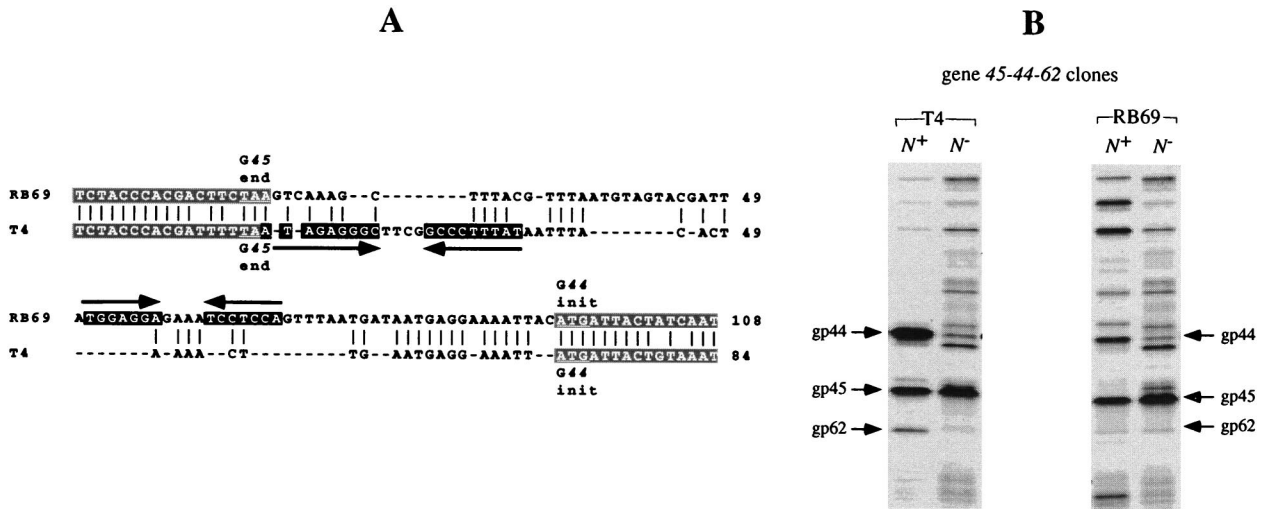 A
B
gene 45-44-62 clones
T4
RB69
N+ N-
N+ N-
G45
end
RB69 TCTACCCACGACTTCTAAGTCAAAG--C--------TTTACG-TTTAATGTAGTACGATT 49
T4 TCTACCCACGATTTTTAA-T-AGAGGGCTTCGGCCCTTTATAATTTA--------C-ACT 49
G45
end
G44
init
RB69 ATGGAGGAGAAATCCTCCAGTTTAATGATAATGAGGAAAATTACATGATTACTATCAAT 108
T4 -------A-AAA--CT---------TG--AATGAGG-AAATT--ATGATTACTGTAAAT 84
G44
init
gp44
gp45
gp62
gp44
gp45
gp62